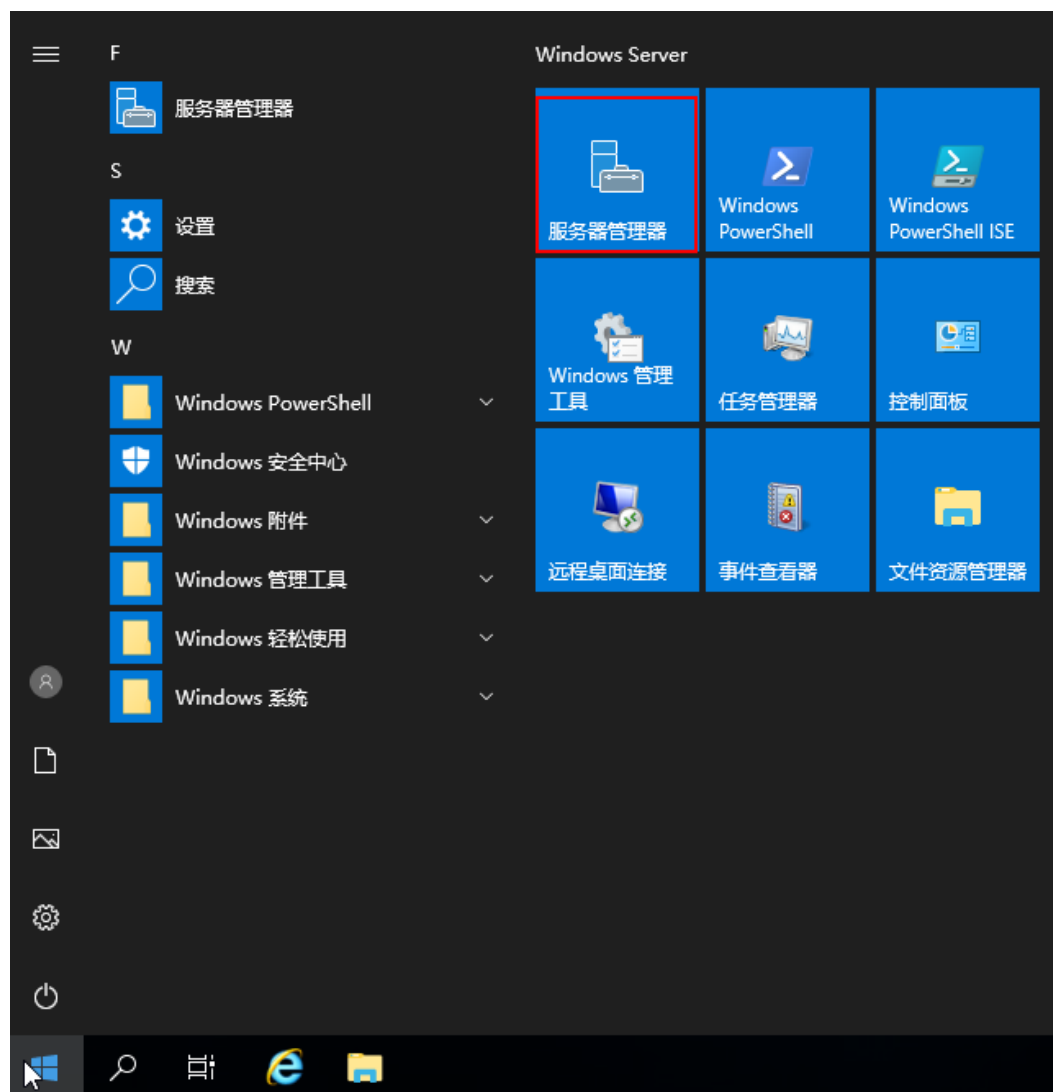 F
服务器管理器
S
设置
搜索
W
Windows PowerShell
Windows 安全中心
Windows 附件
Windows 管理工具
Windows 轻松使用
Windows 系统
Windows Server
服务器管理器
Windows
PowerShell
Windows
PowerShell ISE
Windows 管理
工具
任务管理器
控制面板
远程桌面连接
事件查看器
文件资源管理器